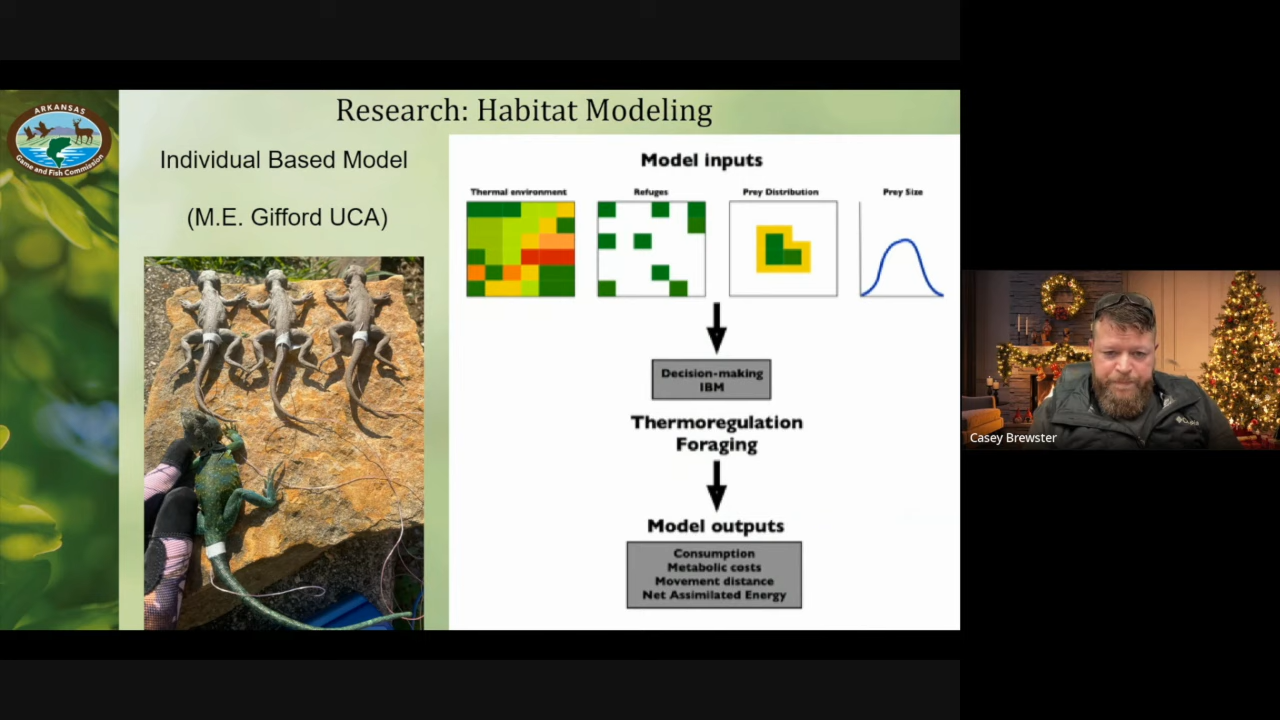 Research: Habitat Modeling
ARKANSAS
Game and Fish Commission
Individual Based Model
(M.E. Gifford UCA)
Model inputs
Thermal environment
Refuges
Prey Distribution
Prey Size
Decision-making
IBM
Thermoregulation
Foraging
Model outputs
Consumption
Metabolic costs
Movement distance
Net Assimilated Energy
Casey Brewster